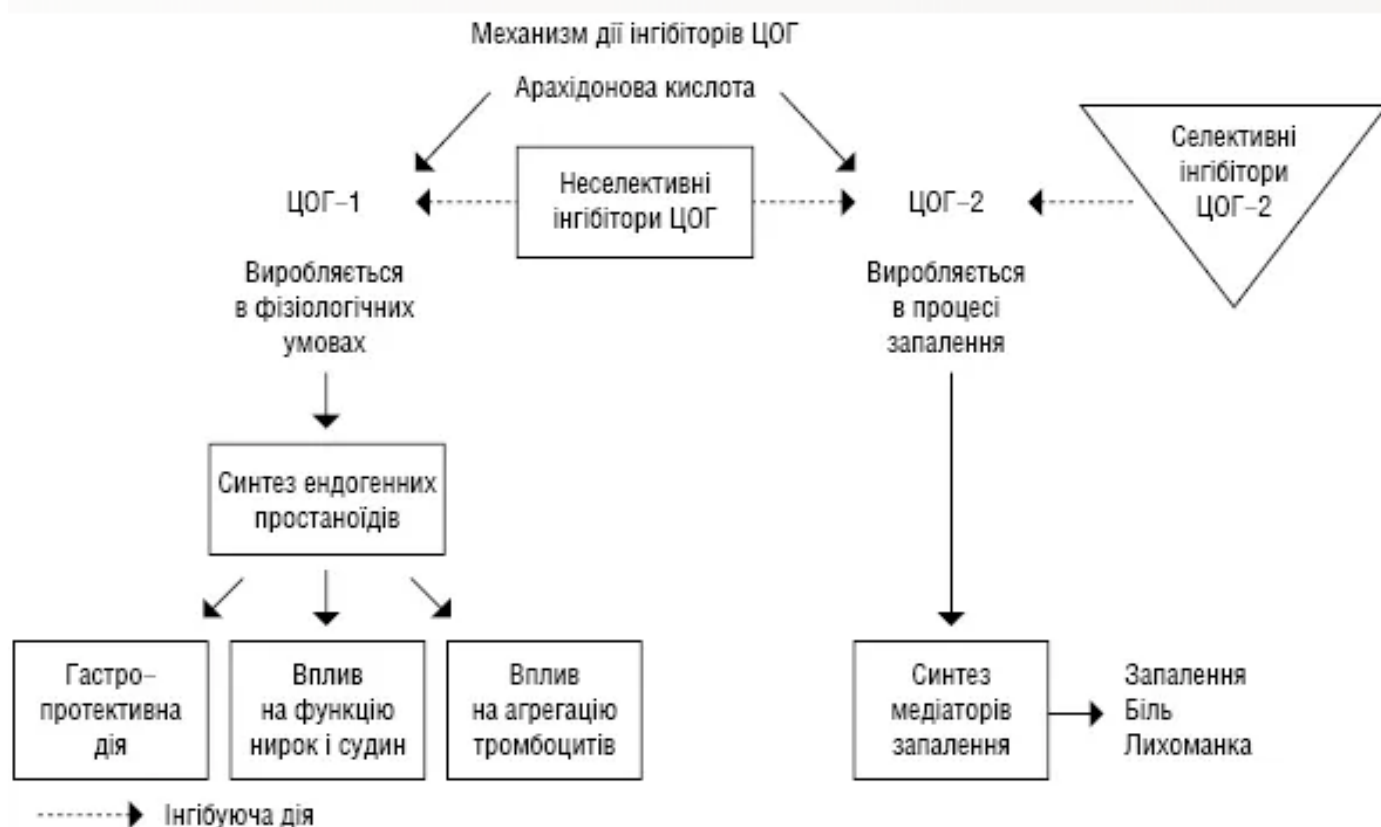 Механизм дії інгібіторів ЦОГ
Арахідонова кислота
Селективні
інгібітори
ЦОГ–2
Неселективні
інгібітори ЦОГ
ЦОГ–1
ЦОГ–2
Виробляється
в фізіологічних
умовах
Виробляється
в процесі
запалення
Синтез ендогенних
простаноїдів
Гастро–
протективна
дія
Вплив
на функцію
нирок і судин
Вплив
на агрегацію
тромбоцитів
Синтез
медіаторів
запалення
Запалення
Біль
Лихоманка
Інгібуюча дія